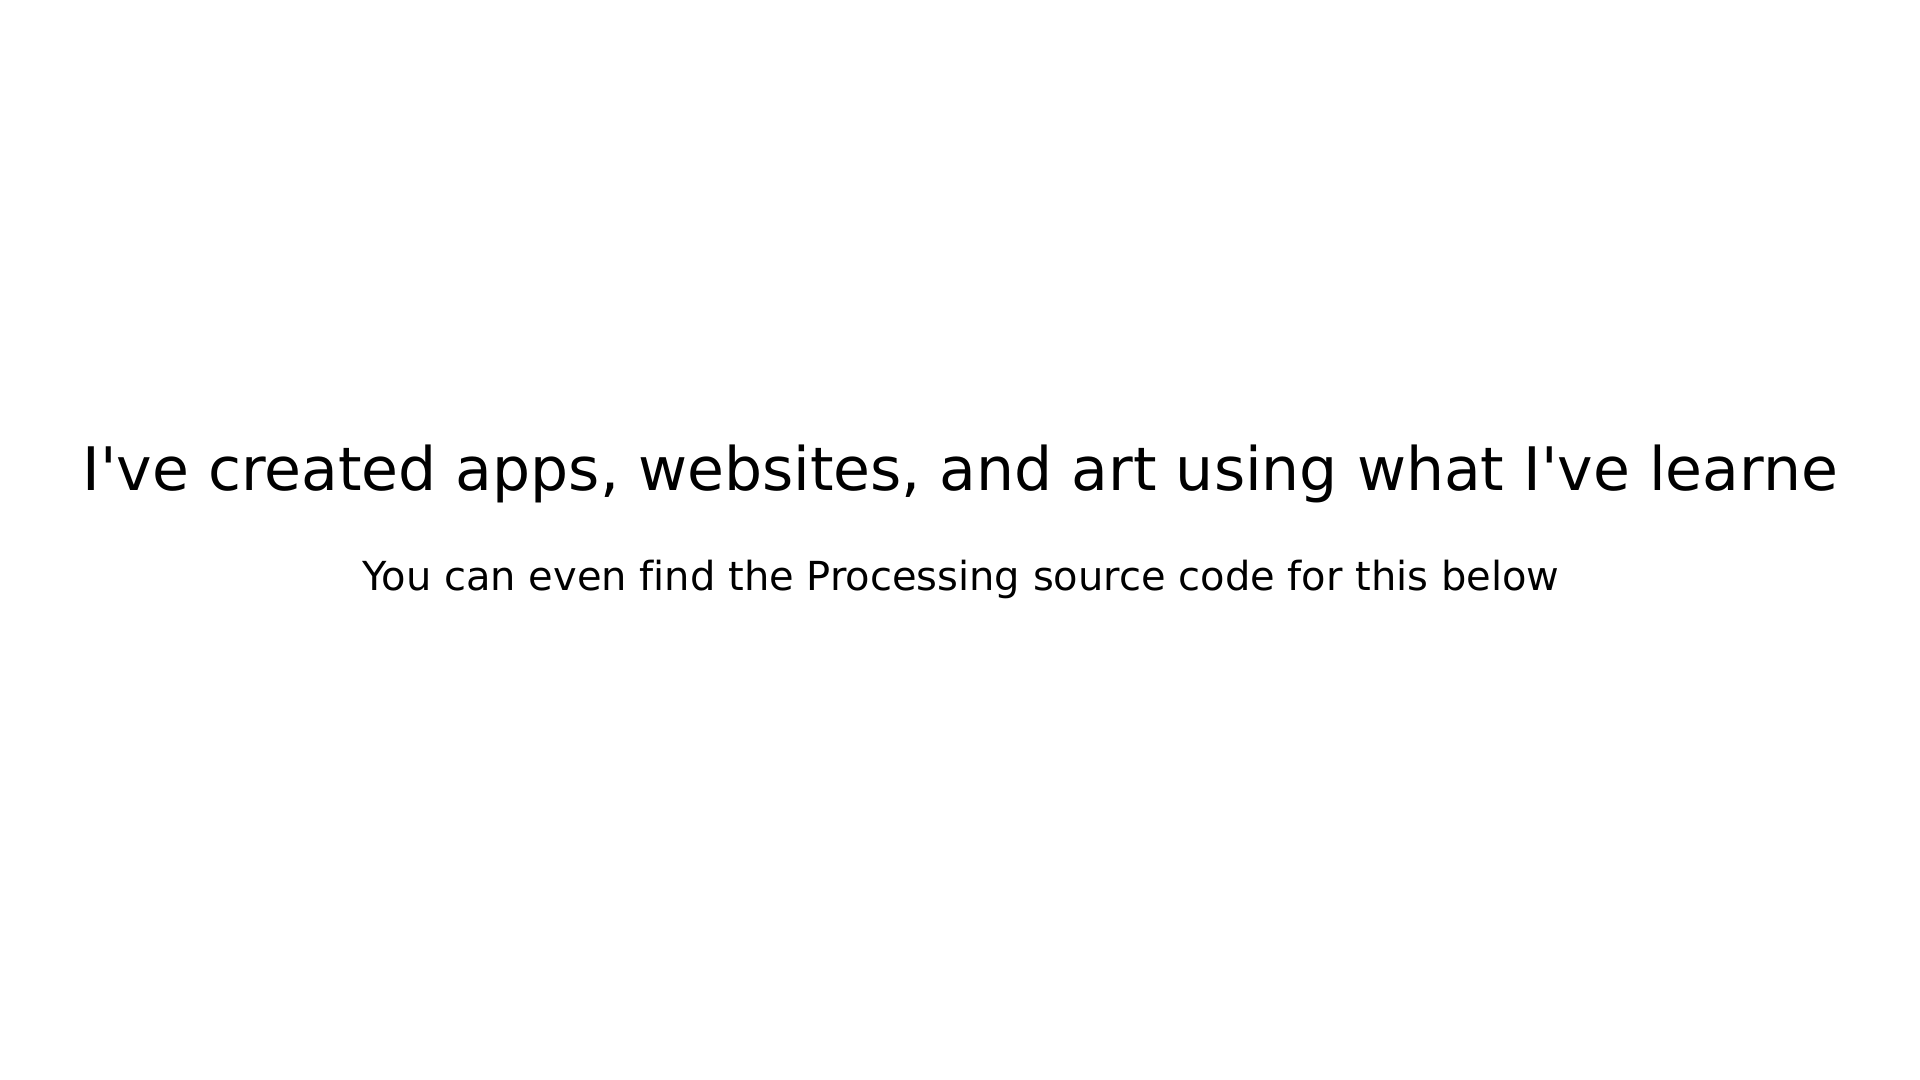 I've created apps, websites, and art using what I've learne
You can even find the Processing source code for this below